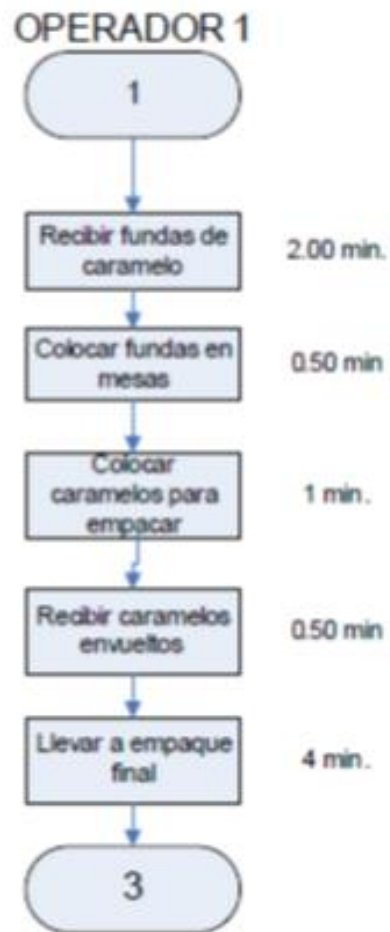 OPERADOR 1
1
Recibir fundas de
caramelo
2.00 min.
Colocar fundas en
mesas
0.50 min
Colocar
caramelos para
empacar
1 min.
Recibir caramelos
envueltos
0.50 min
Llevar a empaque
final
4 min.
3